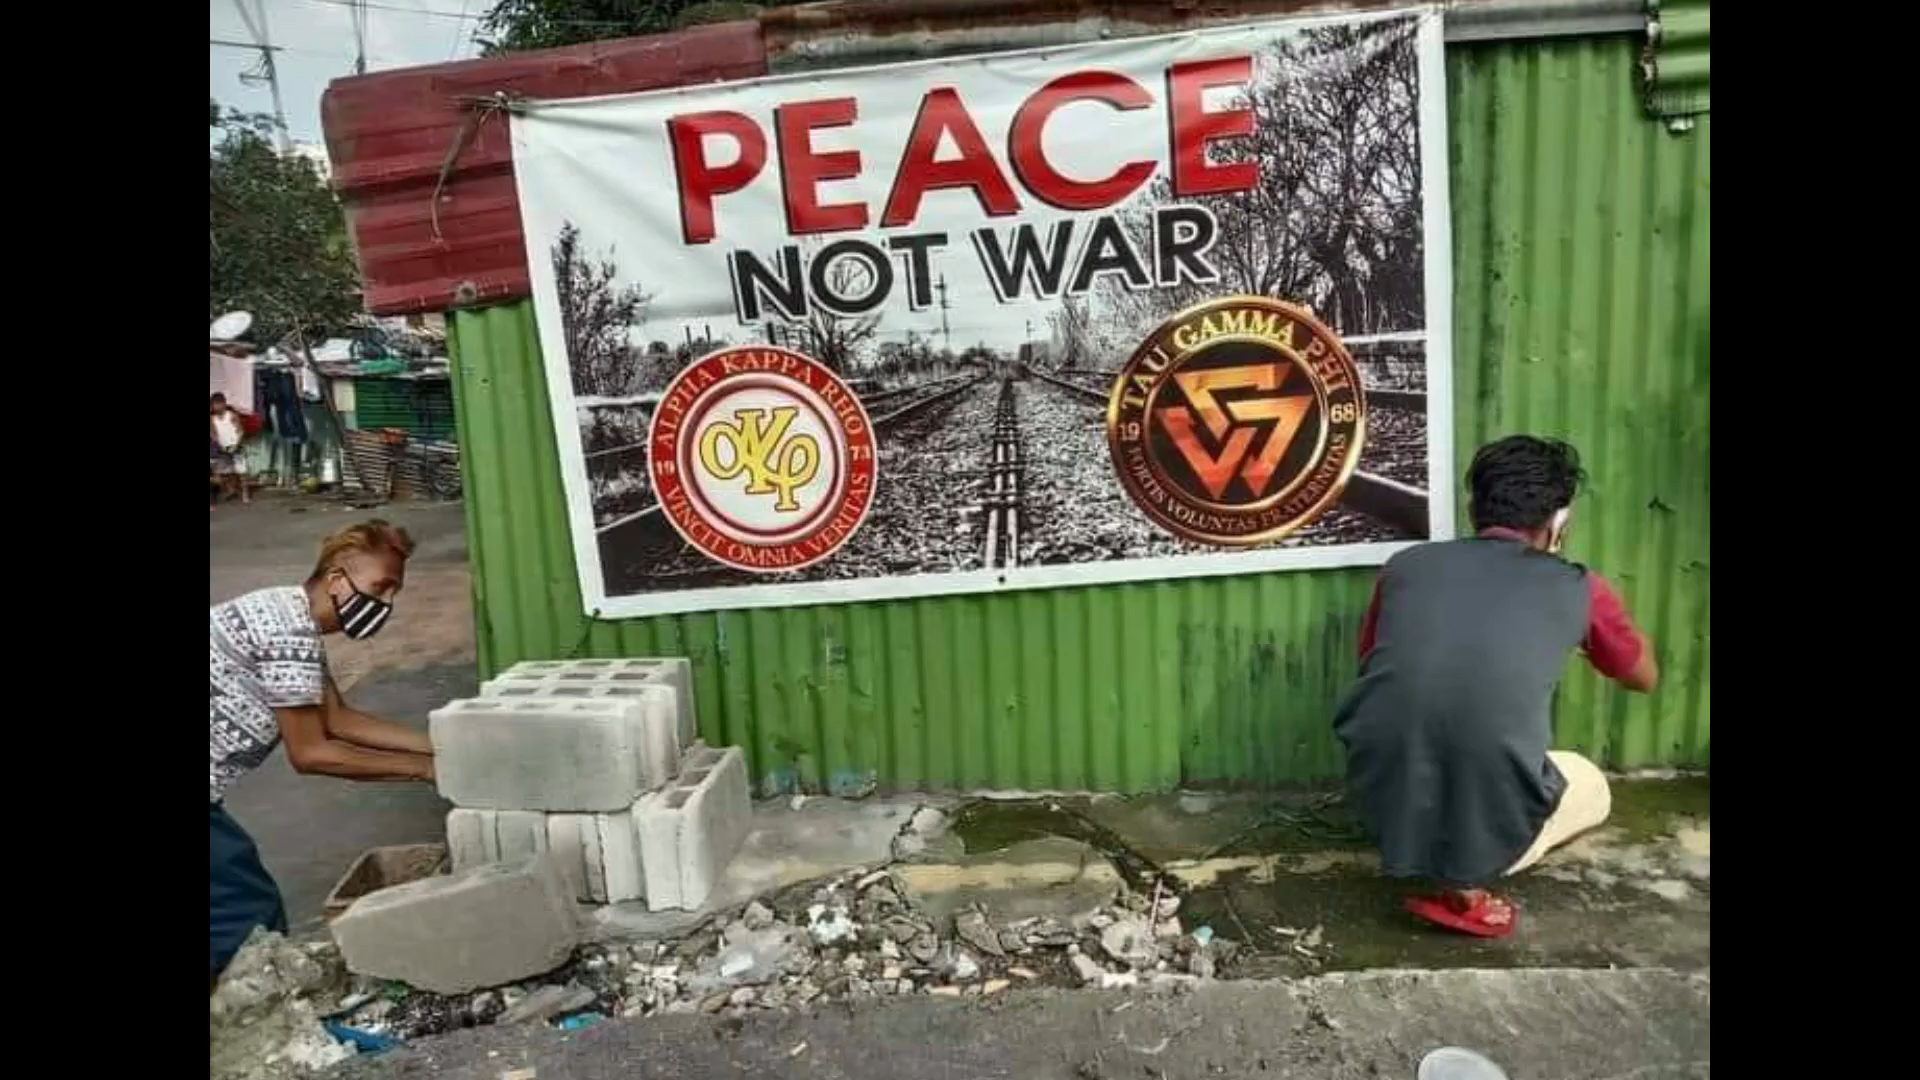 PEACE
NOT WAR
ALPHA KAPPA RHO
19 73
αKρ
VINCIT OMNIA VERITAS
TAU GAMMA PHI
19 68
FORTIS VOLUNTAS FRATERNITAS